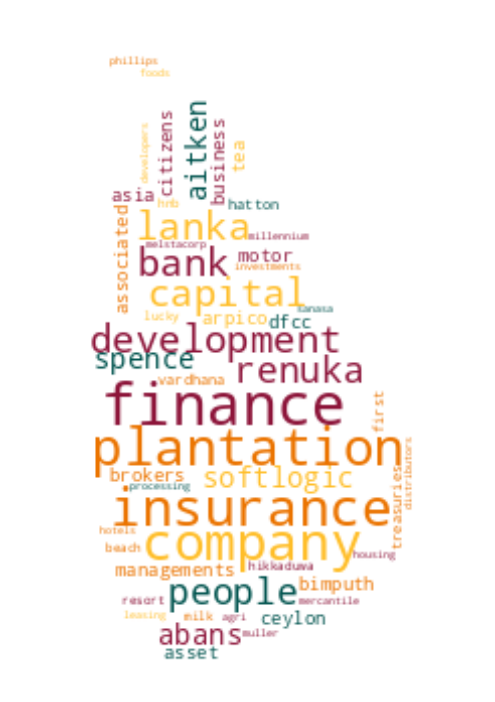 phillips
foods
developers
citizens
aitken
business
tea
asia
hnb
hatton
associated
lanka
millennium
melstacorp
bank
motor
investments
capital
sanasa
lucky
arpico
dfcc
development
spence
renuka
vardhana
finance
first
plantation
distributors
brokers
softlogic
treasuries
processing
insurance
hotels
company
beach
housing
managements
hikkaduwa
people
bimputh
resort
mercantile
leasing
milk
agri
ceylon
abans
muller
asset